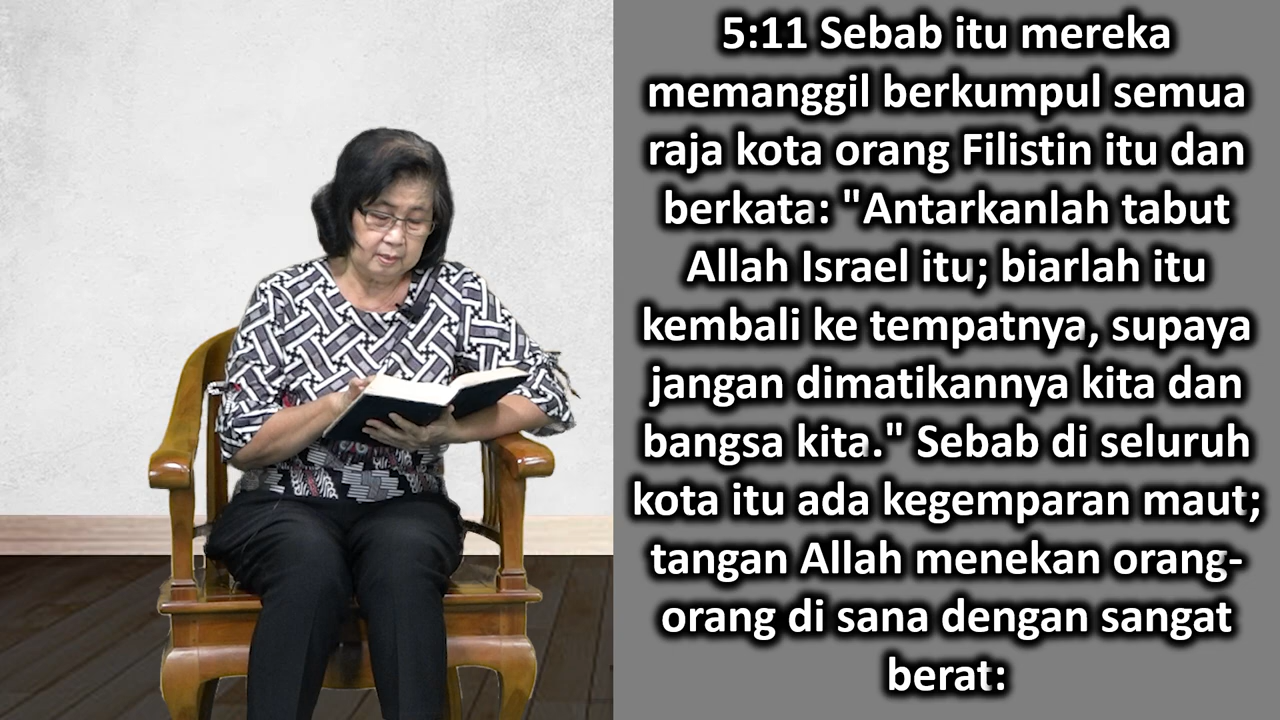 5:11 Sebab itu mereka
memanggil berkumpul semua
raja kota orang Filistin itu dan
berkata: "Antarkanlah tabut
Allah Israel itu; biarlah itu
kembali ke tempatnya, supaya
jangan dimatikannya kita dan
bangsa kita." Sebab di seluruh
kota itu ada kegemparan maut;
tangan Allah menekan orang-
orang di sana dengan sangat
berat: